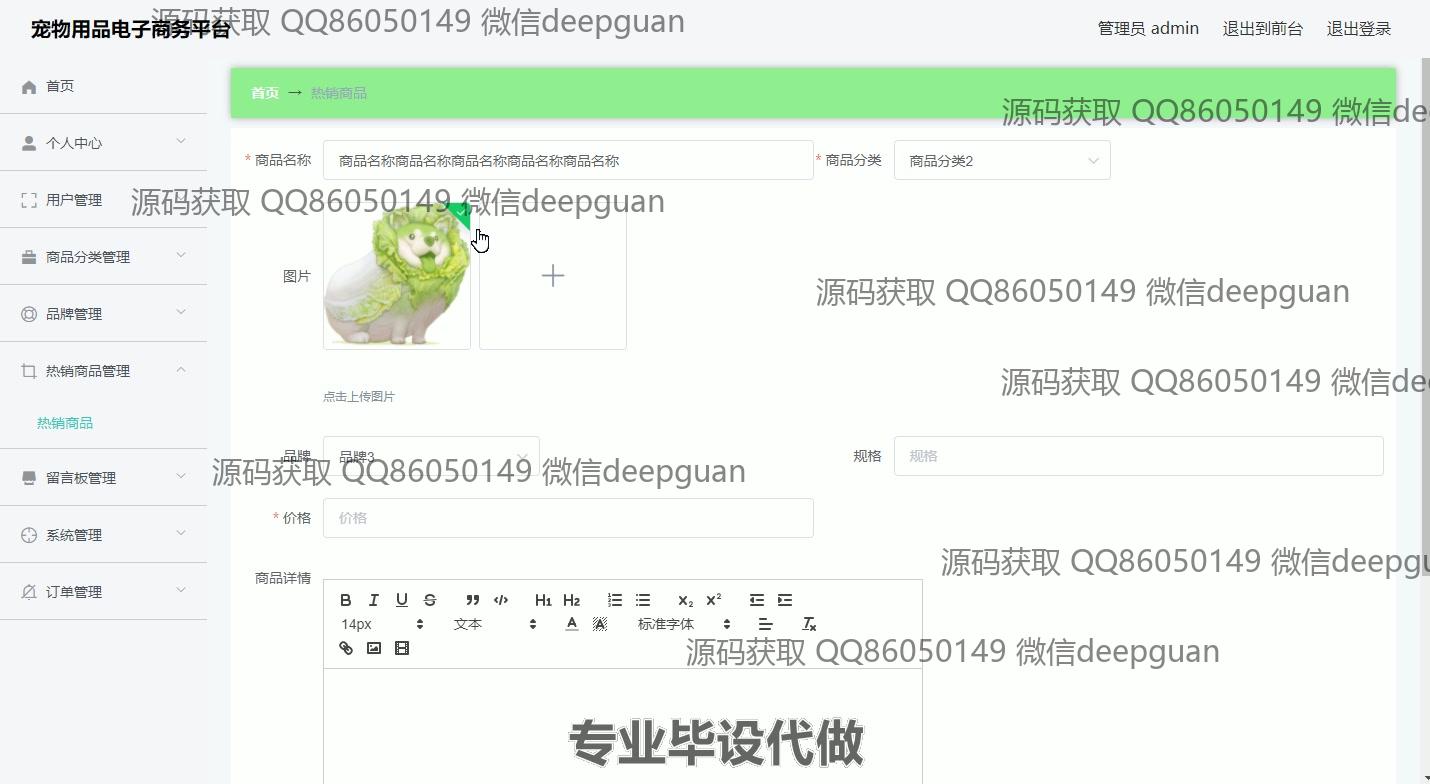 宠物用品电子商务平台
源码获取 QQ86050149 微信deepguan
管理员 admin 退出到前台 退出登录
首页
个人中心
用户管理
商品分类管理
品牌管理
热销商品管理
热销商品
留言板管理
系统管理
订单管理
首页 → 热销商品
源码获取 QQ86050149 微信dee
* 商品名称 商品名称商品名称商品名称商品名称商品名称 * 商品分类 商品分类2
源码获取 QQ86050149 微信deepguan
图片
源码获取 QQ86050149 微信deepguan
源码获取 QQ86050149 微信dee
点击上传图片
品牌 品牌3 规格 规格
源码获取 QQ86050149 微信deepguan
* 价格 价格
源码获取 QQ86050149 微信deepgu
商品详情
B I U S H1 H2 X₂ X²
14px 文本 A A 标准字体 Tx
源码获取 QQ86050149 微信deepguan
专业毕设代做